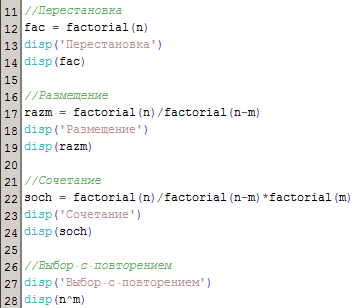 11 //Перестановка
12 fac = factorial(n)
13 disp('Перестановка')
14 disp(fac)
15
16 //Размещение
17 razm = factorial(n)/factorial(n-m)
18 disp('Размещение')
19 disp(razm)
20
21 //Сочетание
22 soch = factorial(n)/factorial(n-m)*factorial(m)
23 disp('Сочетание')
24 disp(soch)
25
26 //Выбор с повторением
27 disp('Выбор с повторением')
28 disp(n^m)